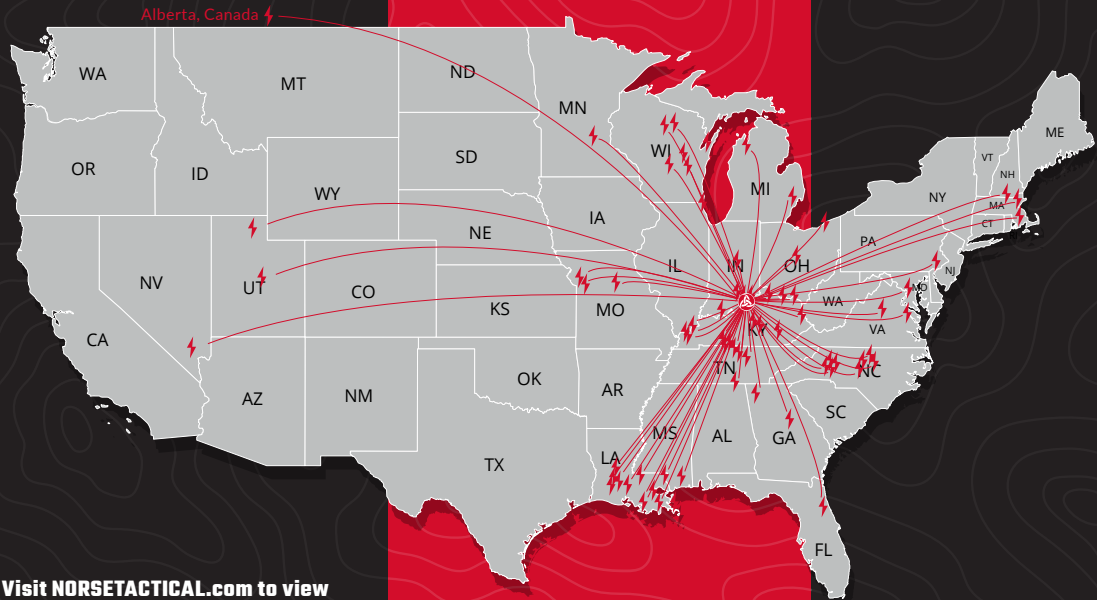 Alberta, Canada
WA
MT
ND
MN
OR
ID
SD
WI
ME
WY
MI
VT
NH
NY
MA
CT
IA
NE
PA
NV
UT
CO
IL
IN
OH
NJ
KS
MO
WA
MD
VA
CA
KY
OK
TN
NC
AZ
NM
AR
SC
MS
AL
GA
TX
LA
FL
Visit NORSETACTICAL.com to view